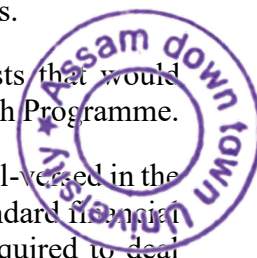 s.
sts that would
h Programme.
l-versed in the
ndard financial
quired to deal
Assam down town University